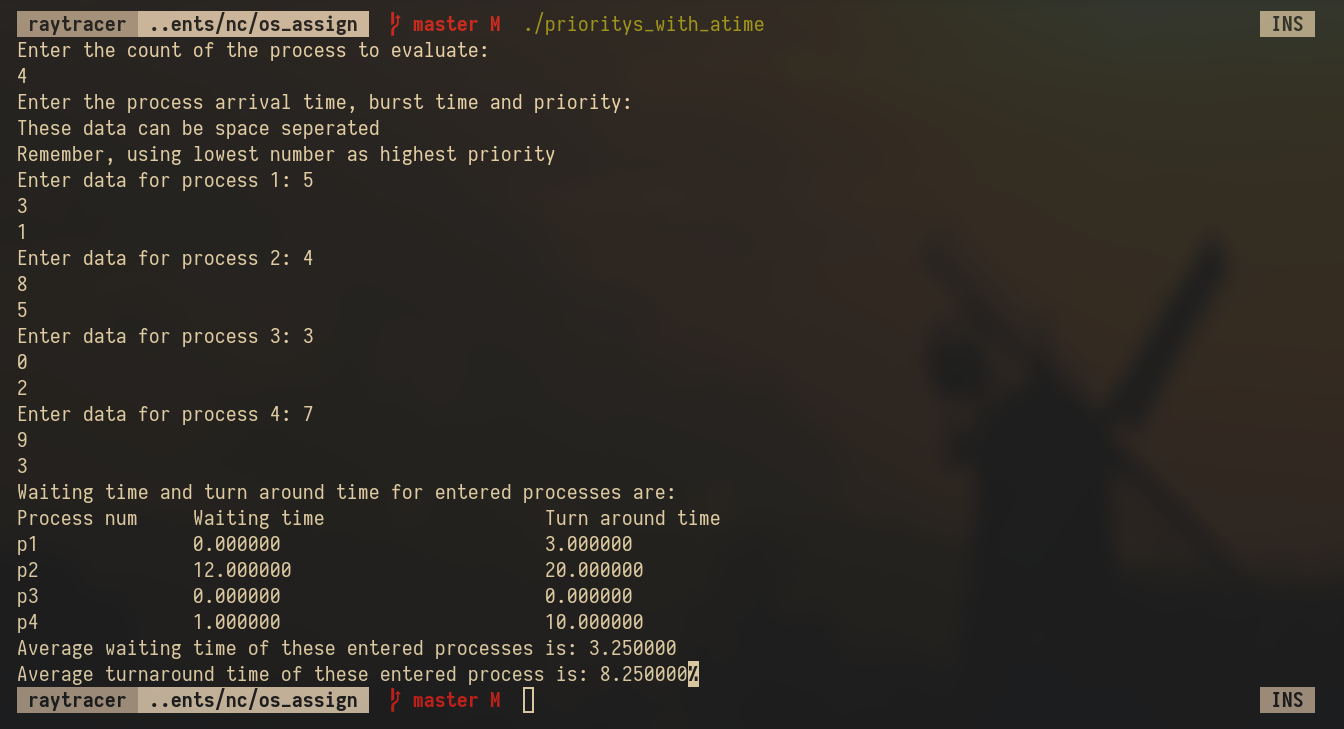 raytracer ..ents/nc/os_assign master M ./prioritys_with_atime INS
Enter the count of the process to evaluate:
4
Enter the process arrival time, burst time and priority:
These data can be space seperated
Remember, using lowest number as highest priority
Enter data for process 1: 5
3
1
Enter data for process 2: 4
8
5
Enter data for process 3: 3
0
2
Enter data for process 4: 7
9
3
Waiting time and turn around time for entered processes are:
Process num Waiting time Turn around time
p1 0.000000 3.000000
p2 12.000000 20.000000
p3 0.000000 0.000000
p4 1.000000 10.000000
Average waiting time of these entered processes is: 3.250000
Average turnaround time of these entered process is: 8.250000%
raytracer ..ents/nc/os_assign master M INS